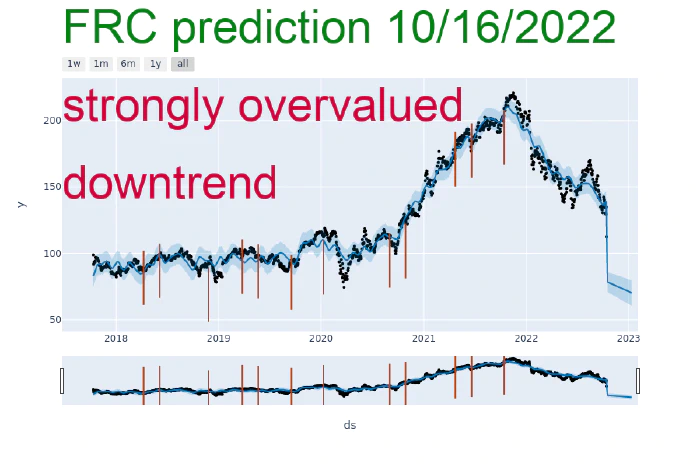 FRC prediction 10/16/2022
1w 1m 6m 1y all
strongly overvalued
200
downtrend
150
y
100
50
2018 2019 2020 2021 2022 2023
ds